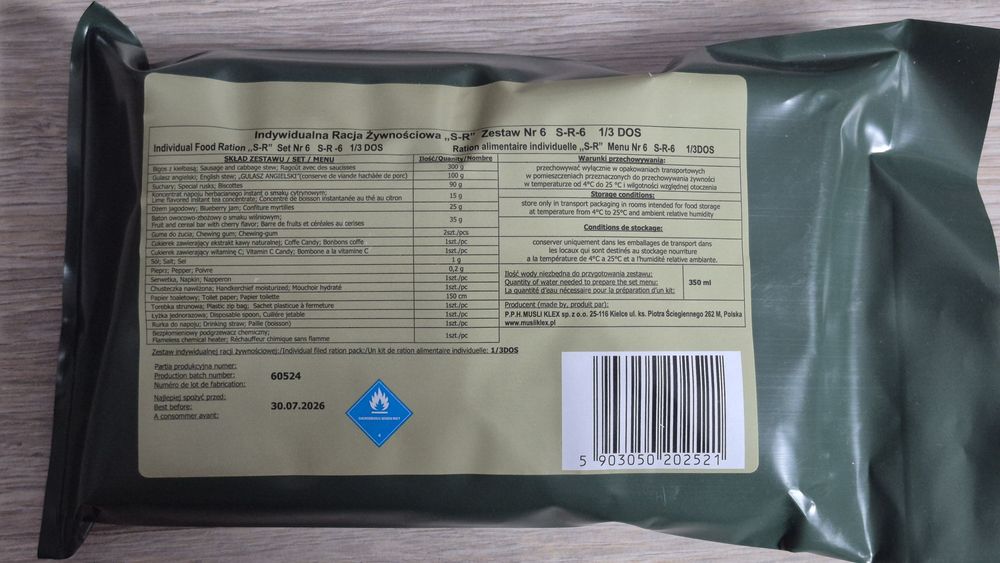 Indywidualna Racja Żywnościowa „S-R” Zestaw Nr 6 S-R-6 1/3 DOS
Individual Food Ration „S-R” Set Nr 6 S-R -6 1/3 DOS
Ration alimentaire individuelle „S-R” Menu Nr 6 S-R-6 1/3DOS
SKŁAD ZESTAWU / SET / MENU Ilość/Quanity/Nombre
Bigos z kiełbasą; Sausage and cabbage stew; Ragoût avec des saucisses 300 g
Gulasz angielski; English stew; „GULASZ ANGIELSKI”(conserve de viande hachâée de porc) 100 g
Suchary; Special rusks; Biscottes 90 g
Koncentrat napoju herbacianego instant o smaku cytrynowym;
Lime flavored instant tea concentrate; Concentré de boisson instantanée au thé au citron 15 g
Dżem jagodowy; Blueberry jam; Confiture myrtilles 25 g
Baton owocowo-zbożowy o smaku wiśniowym;
Fruit and cereal bar with cherry flavor; Barre de fruits et céréales au cerises 35 g
Guma do żucia; Chewing gum; Chewing-gum 2szt./pcs
Cukierek zawierający ekstrakt kawy naturalnej; Coffe Candy; Bonbons coffe 1szt./pc
Cukierek zawierający witaminę C; Vitamin C Candy; Bombone a la vitamine C 1szt./pc
Sól; Salt; Sel 1 g
Pieprz; Pepper; Poivre 0,2 g
Serwetka, Napkin; Napperon 1szt./pc
Chusteczka nawilżona; Handkerchief moisturized; Mouchoir hydraté 1szt./pc
Papier toaletowy; Toilet paper; Papier toilette 150 cm
Torebka strunowa; Plastic zip bag; Sachet plasticue à fermeture 1szt./pc
Łyżka jednorazowa; Disposable spoon, Cuillère jetable 1szt./pc
Rurka do napoju; Drinking straw; Paille (boisson) 1szt./pc
Bezpłomieniowy podgrzewacz chemiczny;
Flameless chemical heater; Réchauffeur chimique sans flamme 1szt./pc
Zestaw indywidualnej racji żywnościowej:/Individual filed ration pack:/Un kit de ration alimentaire individuelle: 1/3DOS
Warunki przechowywania:
przechowywać wyłącznie w opakowaniach transportowych
w pomieszczeniach przeznaczonych do przechowywania żywności
w temperaturze od 4°C do 25 °C i wilgotności względnej otoczenia
Storage conditions:
store only in transport packaging in rooms intended for food storage
at temperature from 4°C to 25°C and ambient relative humidity
Conditions de stockage:
conserver uniquement dans les emballages de transport dans
les locaux qui sont destinés au stockage nourriture
a la température de 4°C a 25°C et a l'humidité relative ambiante.
Ilość wody niezbędna do przygotowania zestawu:
Quantity of water needed to prepare the set menu:
La quantité d'eau nécessaire pour la préparation d'un kit:
350 ml
Producent (made by, produit par):
P.P.H.MUSLI KLEX sp. z o.o. 25-116 Kielce ul. ks. Piotra Ściegiennego 262 M, Polska
www.musliklex.pl
Partia produkcyjna numer:
Production batch number: 60524
Numéro de lot de fabrication:
Najlepiej spożyć przed:
Best before: 30.07.2026
A consommer avant:
5 903050 202521